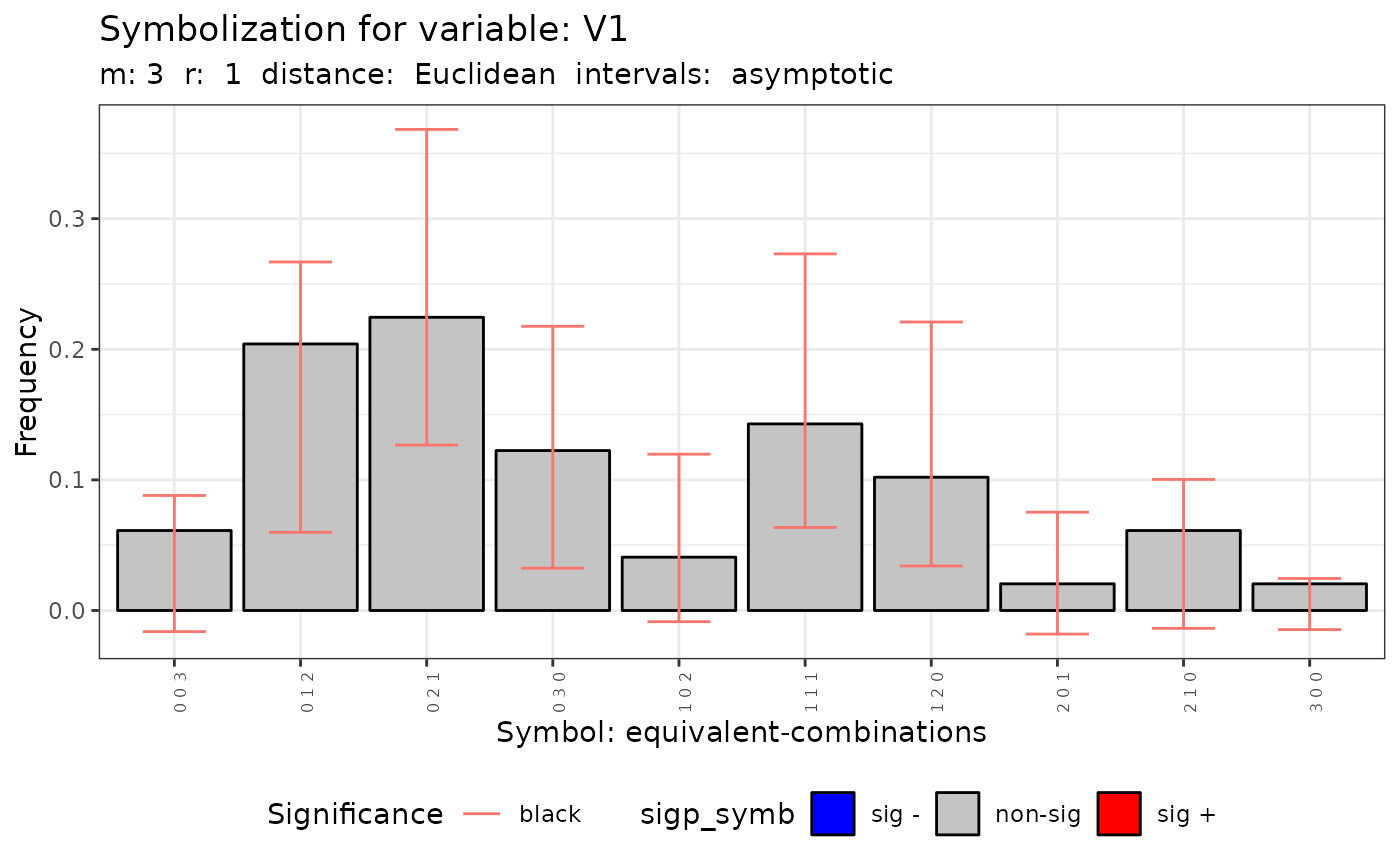 Symbolization for variable: V1
m: 3 r: 1 distance: Euclidean intervals: asymptotic
Frequency
0.3
0.2
0.1
0.0
0 0 3
0 1 2
0 2 1
0 3 0
1 0 2
1 1 1
1 2 0
2 0 1
2 1 0
3 0 0
Symbol: equivalent-combinations
Significance black sigp_symb sig - non-sig sig +